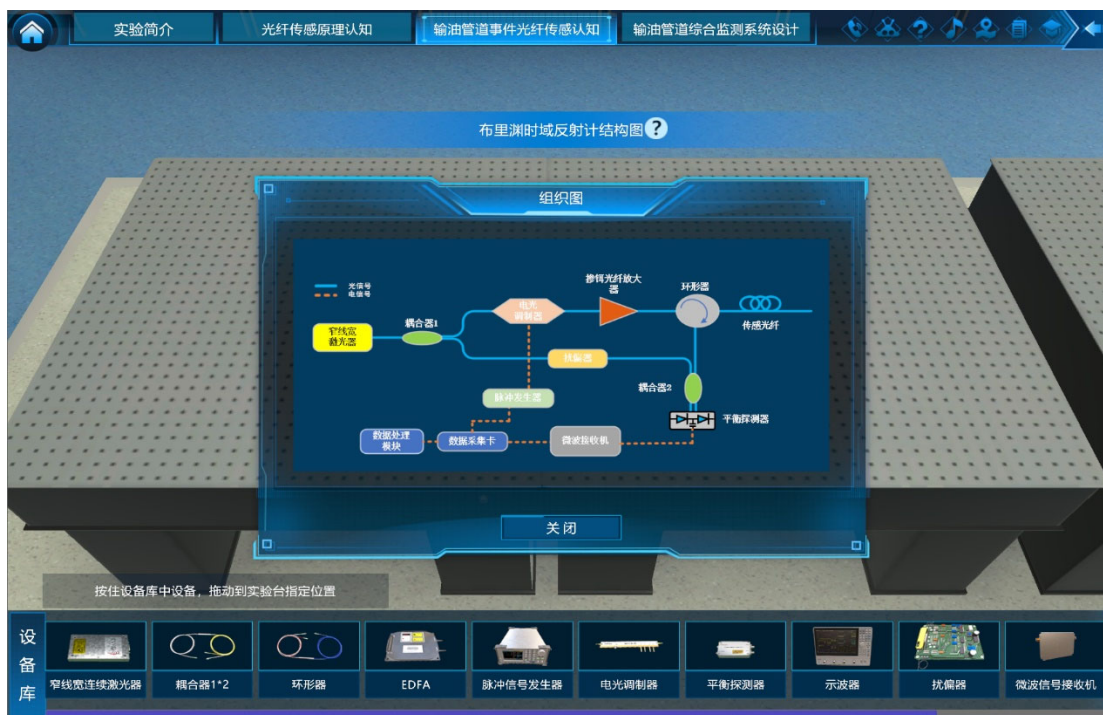 实验简介
光纤传感原理认知
输油管道事件光纤传感认知
输油管道综合监测系统设计
布里渊时域反射计结构图 ?
组织图
光信号
电信号
掺铒光纤放大
器
环形器
电光
调制器
耦合器1
窄线宽
激光器
传感光纤
扰偏器
耦合器2
脉冲发生器
平衡探测器
数据处理
模块
数据采集卡
微波接收机
关闭
按住设备库中设备，拖动到实验台指定位置
设备库
窄线宽连续激光器
耦合器1*2
环形器
EDFA
脉冲信号发生器
电光调制器
平衡探测器
示波器
扰偏器
微波信号接收机